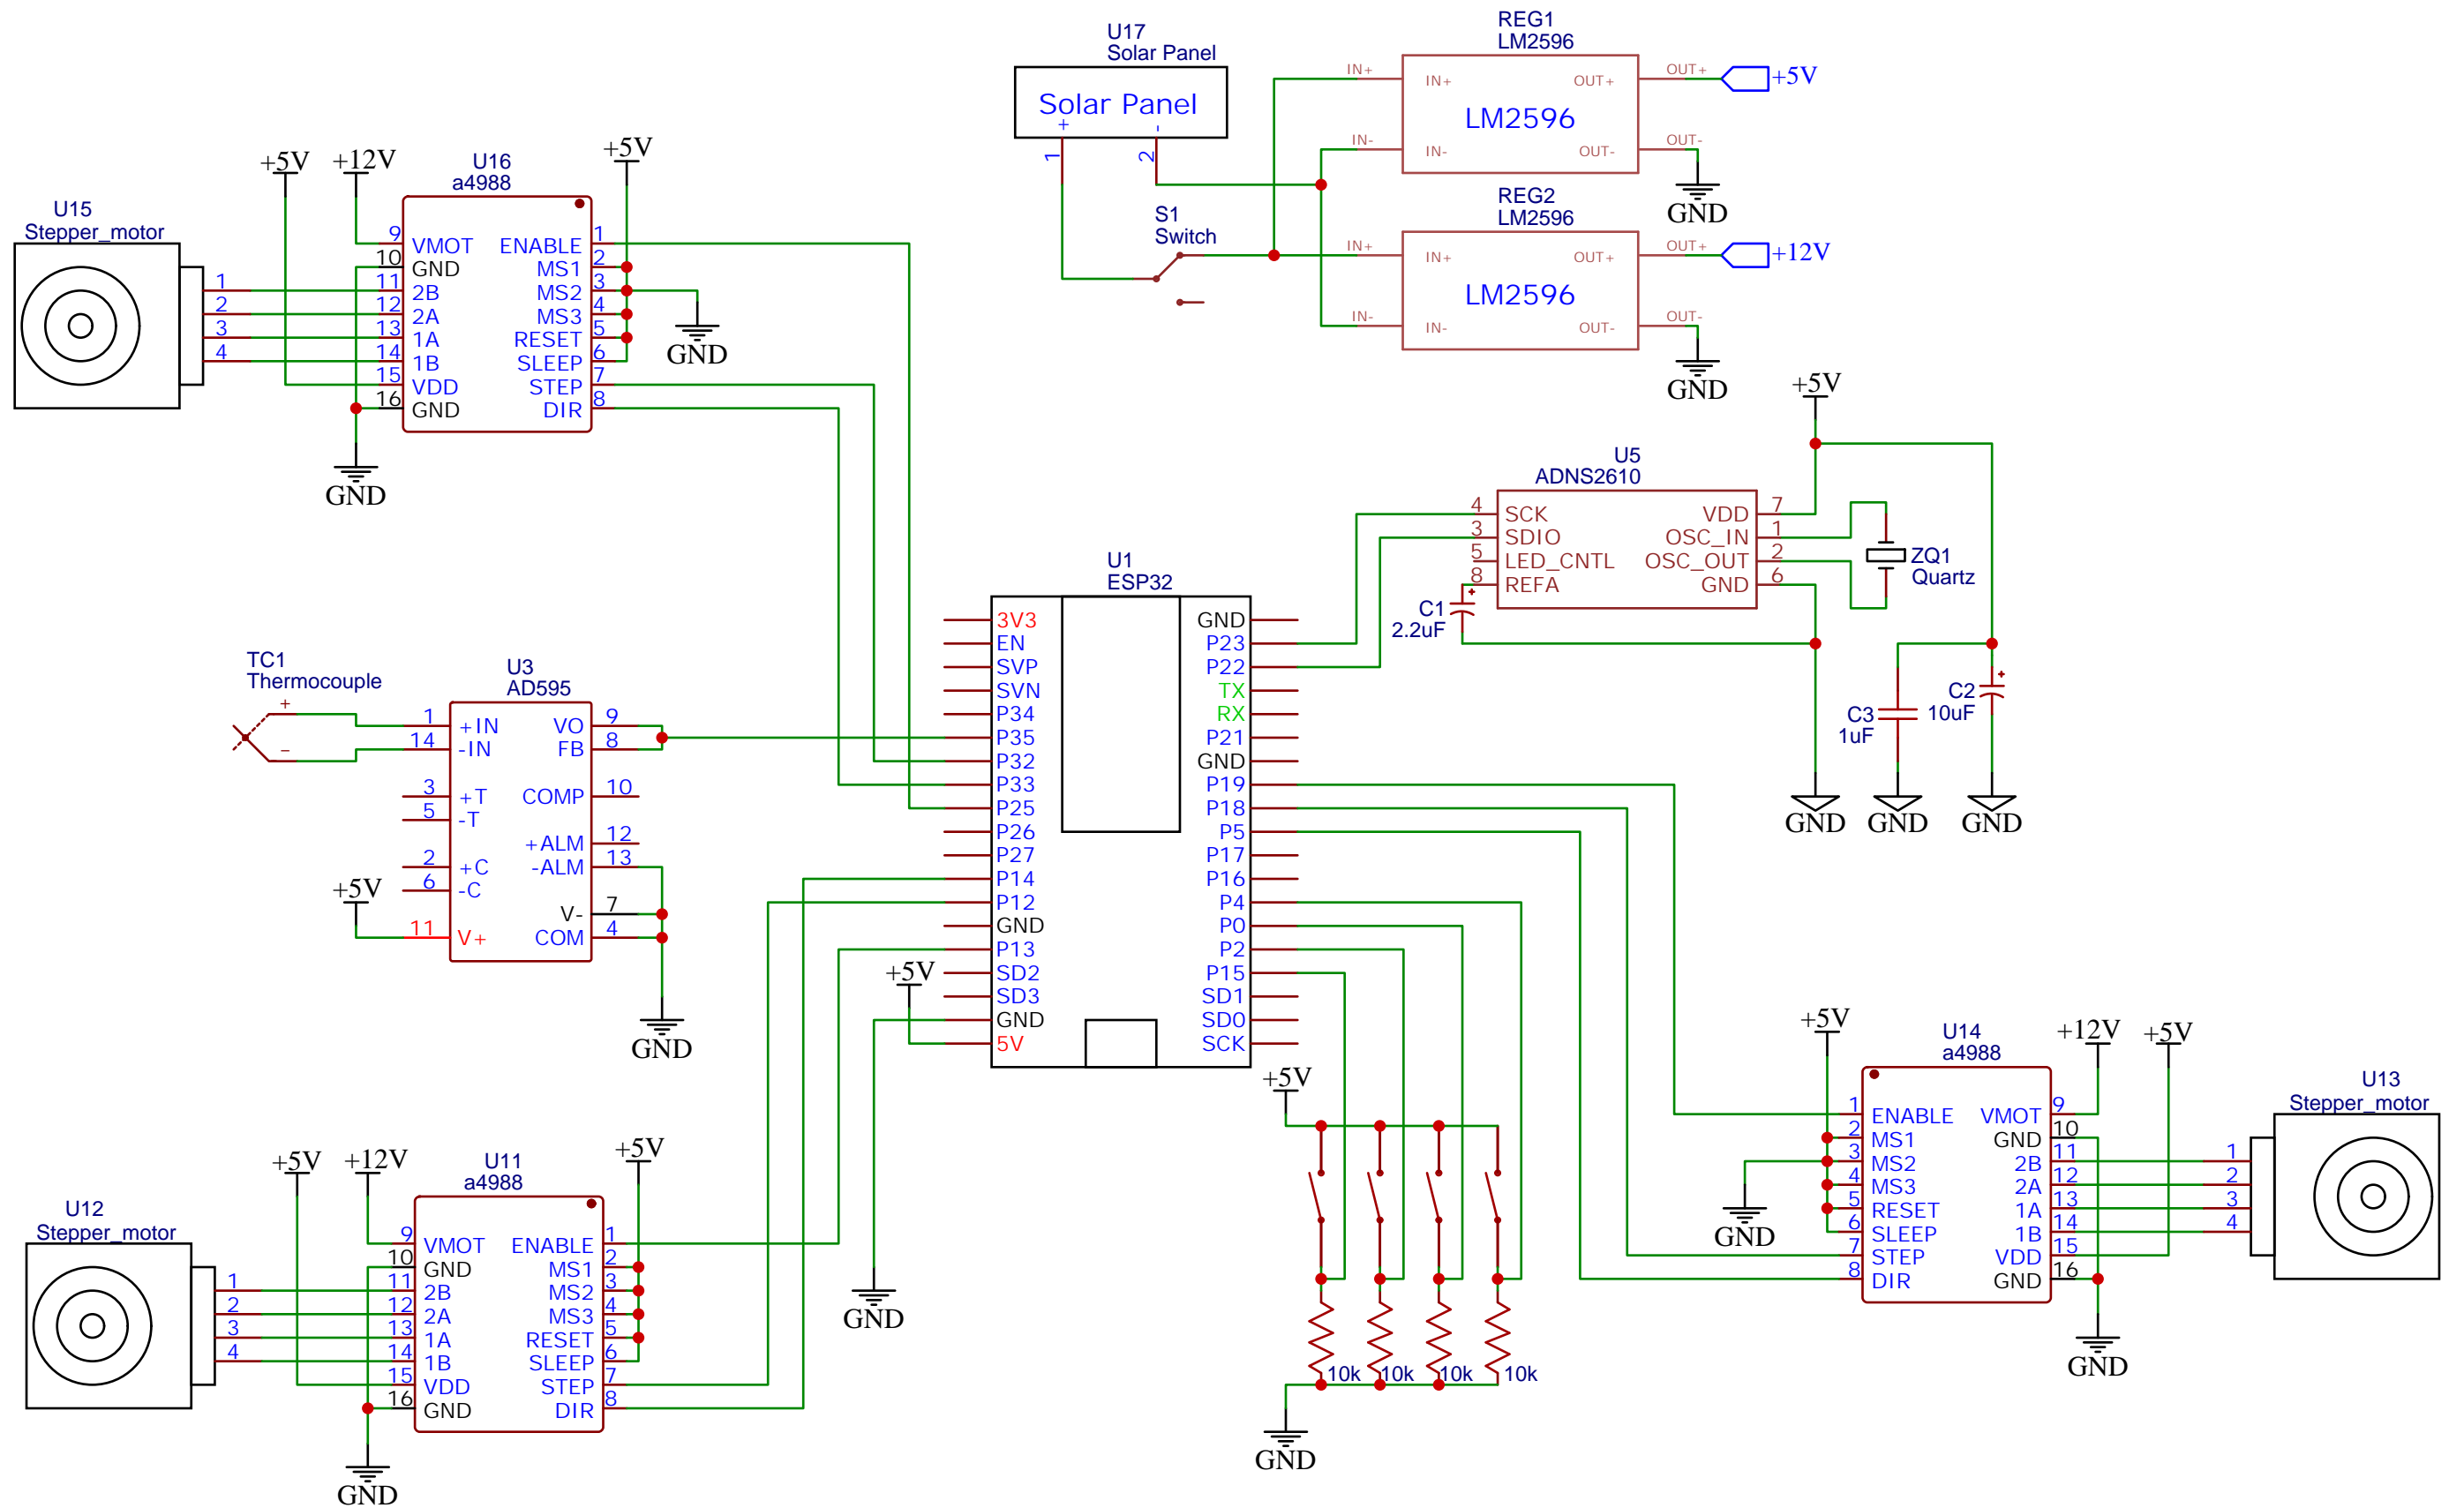 U17
Solar Panel
Solar Panel
+
-
1
2
S1
Switch
REG1
LM2596
IN+
IN+
OUT+
OUT+
+5V
LM2596
IN-
IN-
OUT-
OUT-
GND
REG2
LM2596
IN+
IN+
OUT+
OUT+
+12V
LM2596
IN-
IN-
OUT-
OUT-
GND
+5V
+12V
U16
a4988
+5V
U15
Stepper_motor
1
2
3
4
9 VMOT ENABLE 1
10 GND MS1 2
11 2B MS2 3
12 2A MS3 4
13 1A RESET 5
14 1B SLEEP 6
15 VDD STEP 7
16 GND DIR 8
GND
GND
+5V
U5
ADNS2610
4 SCK VDD 7
3 SDIO OSC_IN 1
5 LED_CNTL OSC_OUT 2
8 REFA GND 6
ZQ1
Quartz
C1
2.2uF
+
C2
10uF
+
C3
1uF
GND
GND
GND
TC1
Thermocouple
+
−
U3
AD595
1 +IN VO 9
14 -IN FB 8
3 +T COMP 10
5 -T
+ALM 12
2 +C -ALM 13
6 -C
V- 7
11 V+ COM 4
+5V
GND
U1
ESP32
3V3 GND
EN P23
SVP P22
SVN TX
P34 RX
P35 P21
P32 GND
P33 P19
P25 P18
P26 P5
P27 P17
P14 P16
P12 P4
GND P0
P13 P2
SD2 P15
SD3 SD1
GND SD0
5V SCK
+5V
GND
+5V
10k
10k
10k
10k
GND
+5V
+12V
U11
a4988
+5V
U12
Stepper_motor
1
2
3
4
9 VMOT ENABLE 1
10 GND MS1 2
11 2B MS2 3
12 2A MS3 4
13 1A RESET 5
14 1B SLEEP 6
15 VDD STEP 7
16 GND DIR 8
GND
+5V
U14
a4988
+12V
+5V
U13
Stepper_motor
1 ENABLE VMOT 9
2 MS1 GND 10
3 MS2 2B 11
4 MS3 2A 12
5 RESET 1A 13
6 SLEEP 1B 14
7 STEP VDD 15
8 DIR GND 16
1
2
3
4
GND
GND